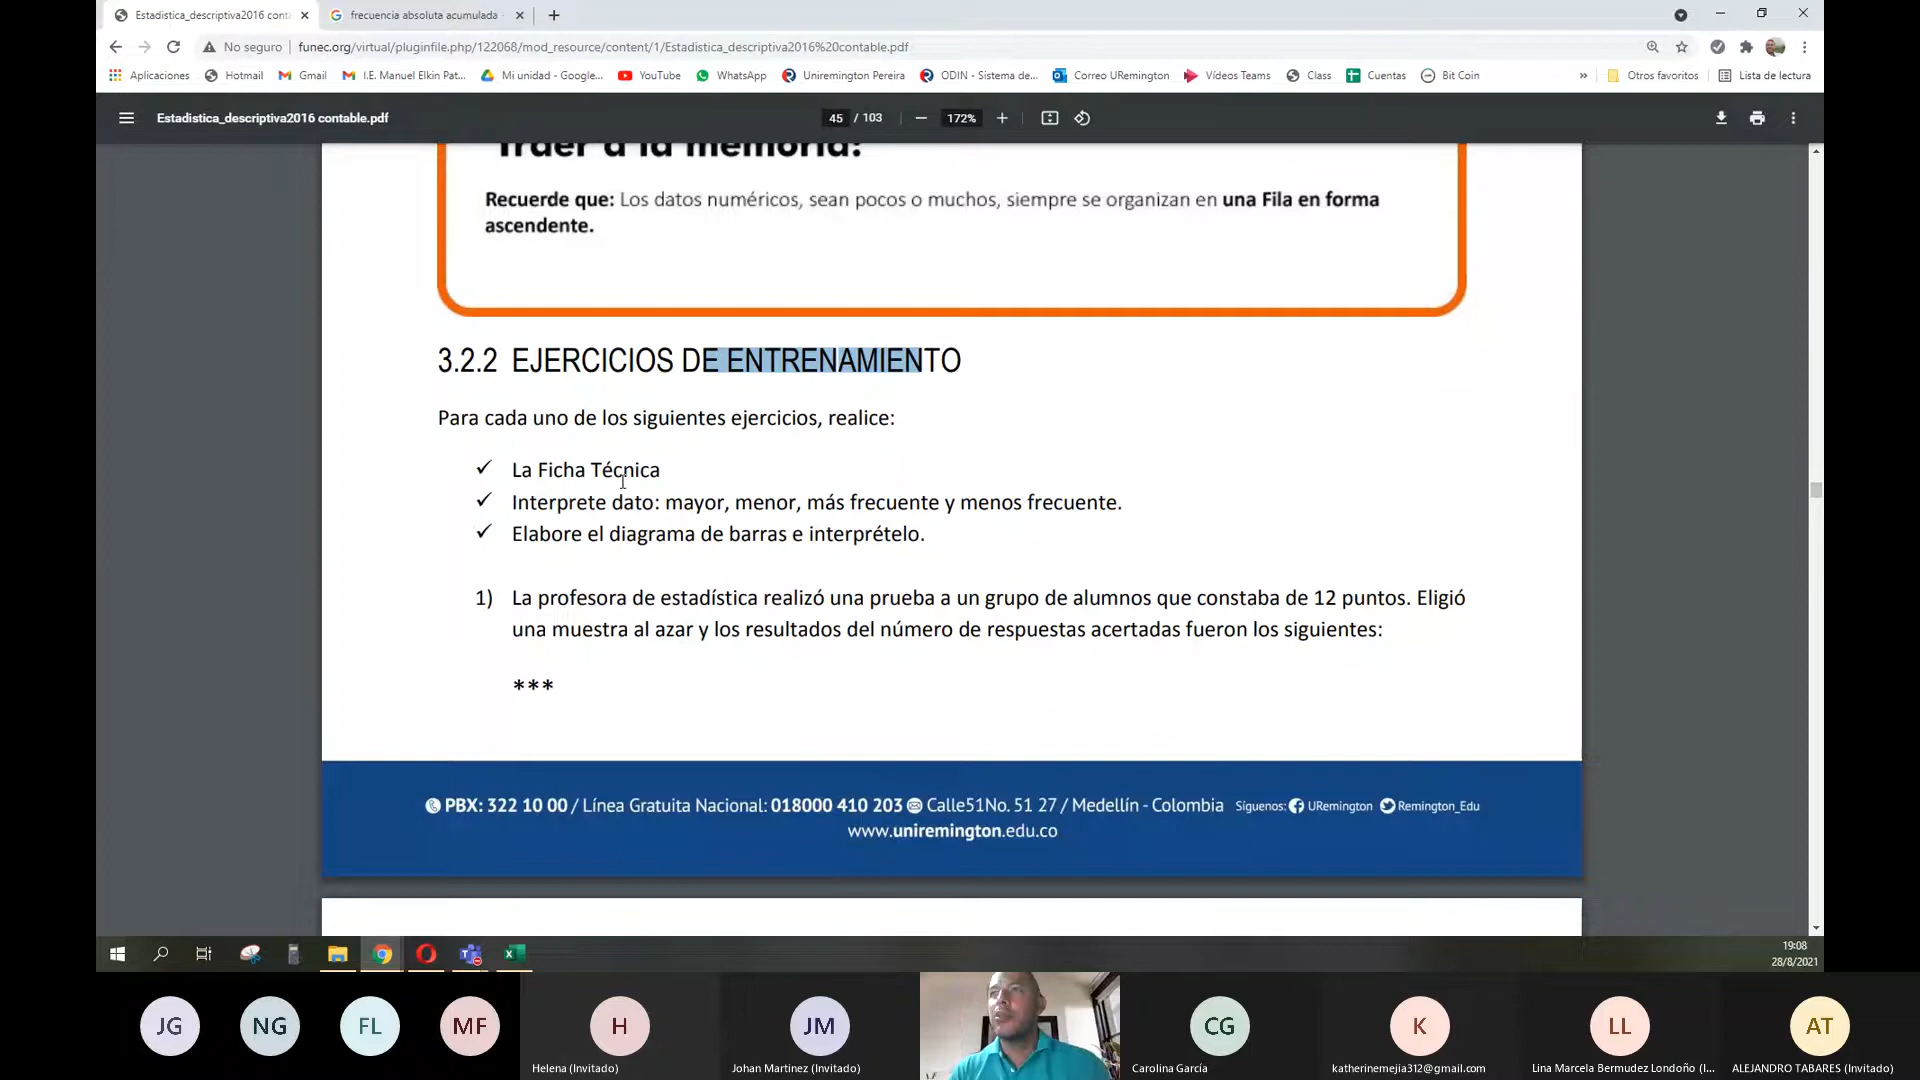 Estadistica_descriptiva2016 conta
frecuencia absoluta acumulada
No seguro
funec.org/virtual/pluginfile.php/122068/mod_resource/content/1/Estadistica_descriptiva2016%20contable.pdf
Aplicaciones Hotmail Gmail I.E. Manuel Elkin Pat... Mi unidad - Google... YouTube WhatsApp Uniremington Pereira ODIN - Sistema de... Correo URemington Vídeos Teams Class Cuentas Bit Coin » Otros favoritos Lista de lectura
Estadistica_descriptiva2016 contable.pdf
45 / 103
172%
Traer a la memoria:
Recuerde que: Los datos numéricos, sean pocos o muchos, siempre se organizan en una Fila en forma
ascendente.
3.2.2 EJERCICIOS DE ENTRENAMIENTO
Para cada uno de los siguientes ejercicios, realice:
✓ La Ficha Técnica
✓ Interprete dato: mayor, menor, más frecuente y menos frecuente.
✓ Elabore el diagrama de barras e interprételo.
1) La profesora de estadística realizó una prueba a un grupo de alumnos que constaba de 12 puntos. Eligió
una muestra al azar y los resultados del número de respuestas acertadas fueron los siguientes:
***
PBX: 322 10 00 / Línea Gratuita Nacional: 018000 410 203 Calle51No. 51 27 / Medellín - Colombia Síguenos: URemington Remington_Edu
www.uniremington.edu.co
19:08
28/8/2021
JG NG FL MF H JM CG K LL AT
Helena (Invitado) Johan Martinez (Invitado) Carolina García katherinemejia312@gmail.com Lina Marcela Bermudez Londoño (I... ALEJANDRO TABARES (Invitado)